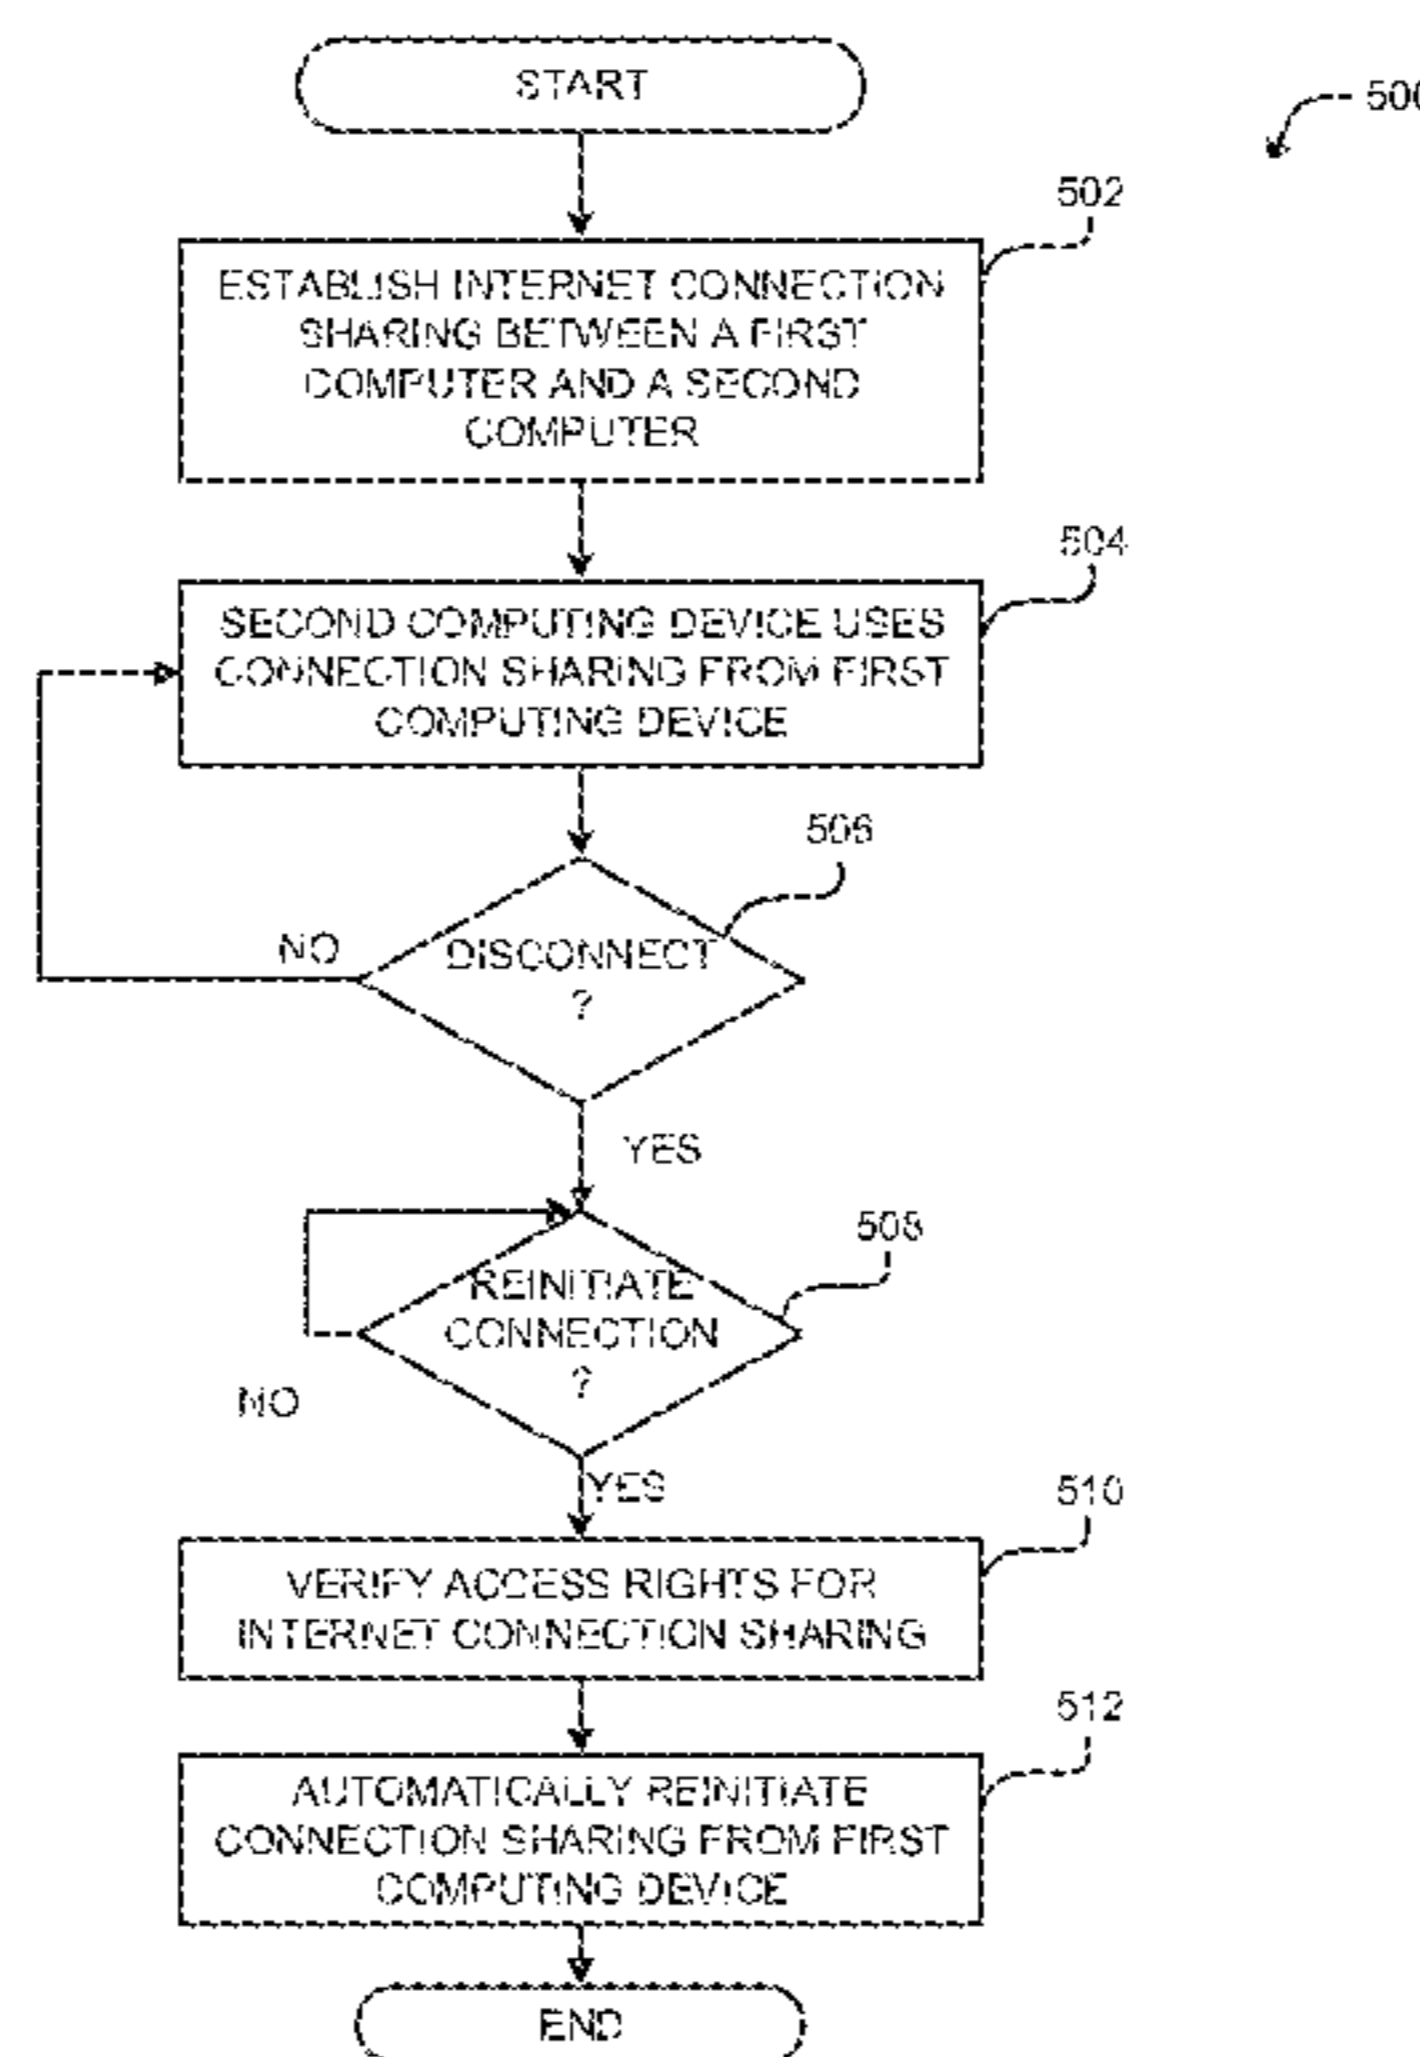 START
500
502
ESTABLISH INTERNET CONNECTION
SHARING BETWEEN A FIRST
COMPUTER AND A SECOND
COMPUTER
504
SECOND COMPUTING DEVICE USES
CONNECTION SHARING FROM FIRST
COMPUTING DEVICE
506
DISCONNECT
?
NO
YES
508
REINITIATE
CONNECTION
?
NO
YES
510
VERIFY ACCESS RIGHTS FOR
INTERNET CONNECTION SHARING
512
AUTOMATICALLY REINITIATE
CONNECTION SHARING FROM FIRST
COMPUTING DEVICE
END